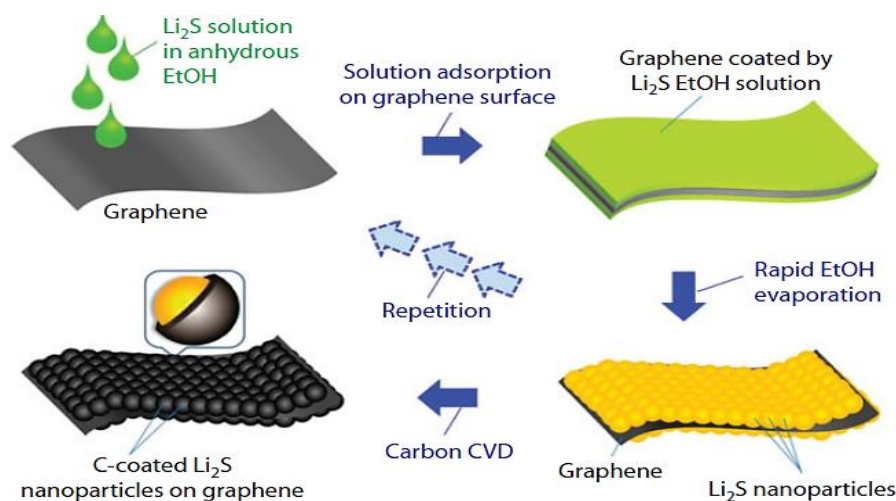 Li₂S solution
in anhydrous
EtOH
Solution adsorption
on graphene surface
Graphene coated by
Li₂S EtOH solution
Graphene
Rapid EtOH
evaporation
Repetition
Carbon CVD
C-coated Li₂S
nanoparticles on graphene
Graphene
Li₂S nanoparticles